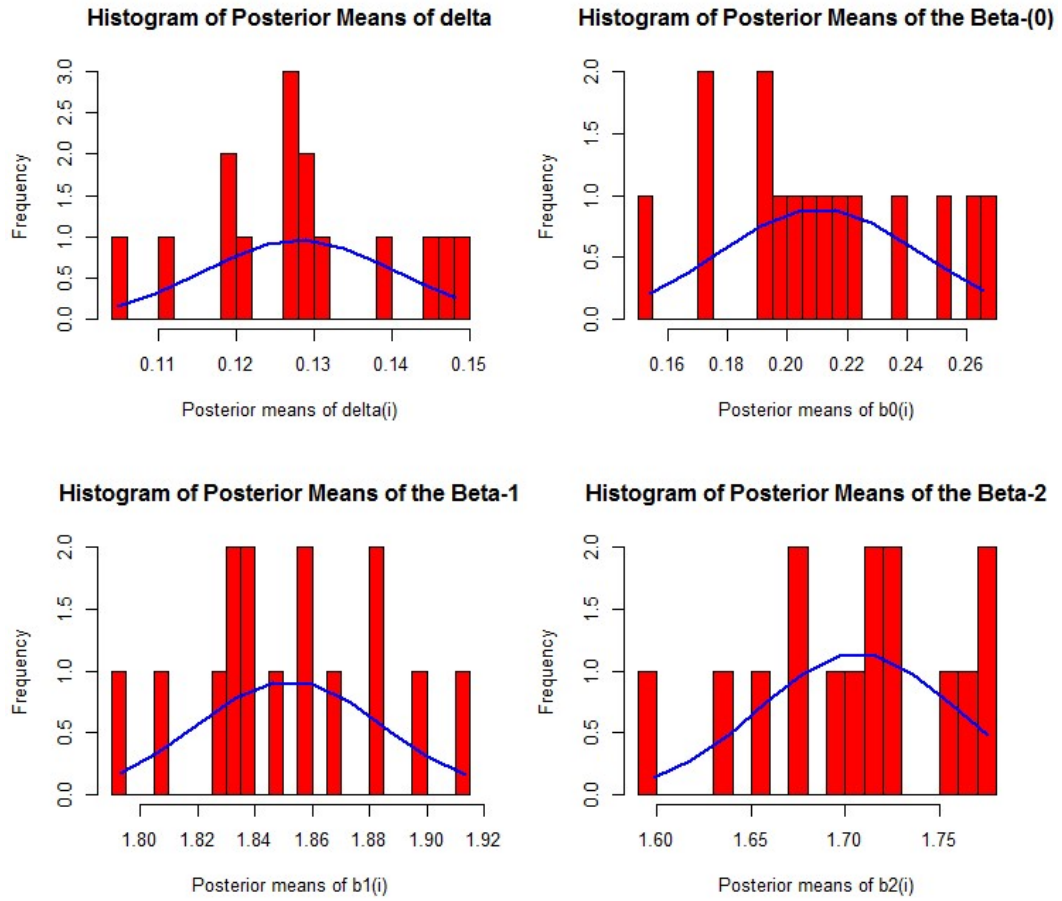 Histogram of Posterior Means of delta
Frequency
0.0 0.5 1.0 1.5 2.0 2.5 3.0
0.11 0.12 0.13 0.14 0.15
Posterior means of delta(i)
Histogram of Posterior Means of the Beta-(0)
Frequency
0.0 0.5 1.0 1.5 2.0
0.16 0.18 0.20 0.22 0.24 0.26
Posterior means of b0(i)
Histogram of Posterior Means of the Beta-1
Frequency
0.0 0.5 1.0 1.5 2.0
1.80 1.82 1.84 1.86 1.88 1.90 1.92
Posterior means of b1(i)
Histogram of Posterior Means of the Beta-2
Frequency
0.0 0.5 1.0 1.5 2.0
1.60 1.65 1.70 1.75
Posterior means of b2(i)